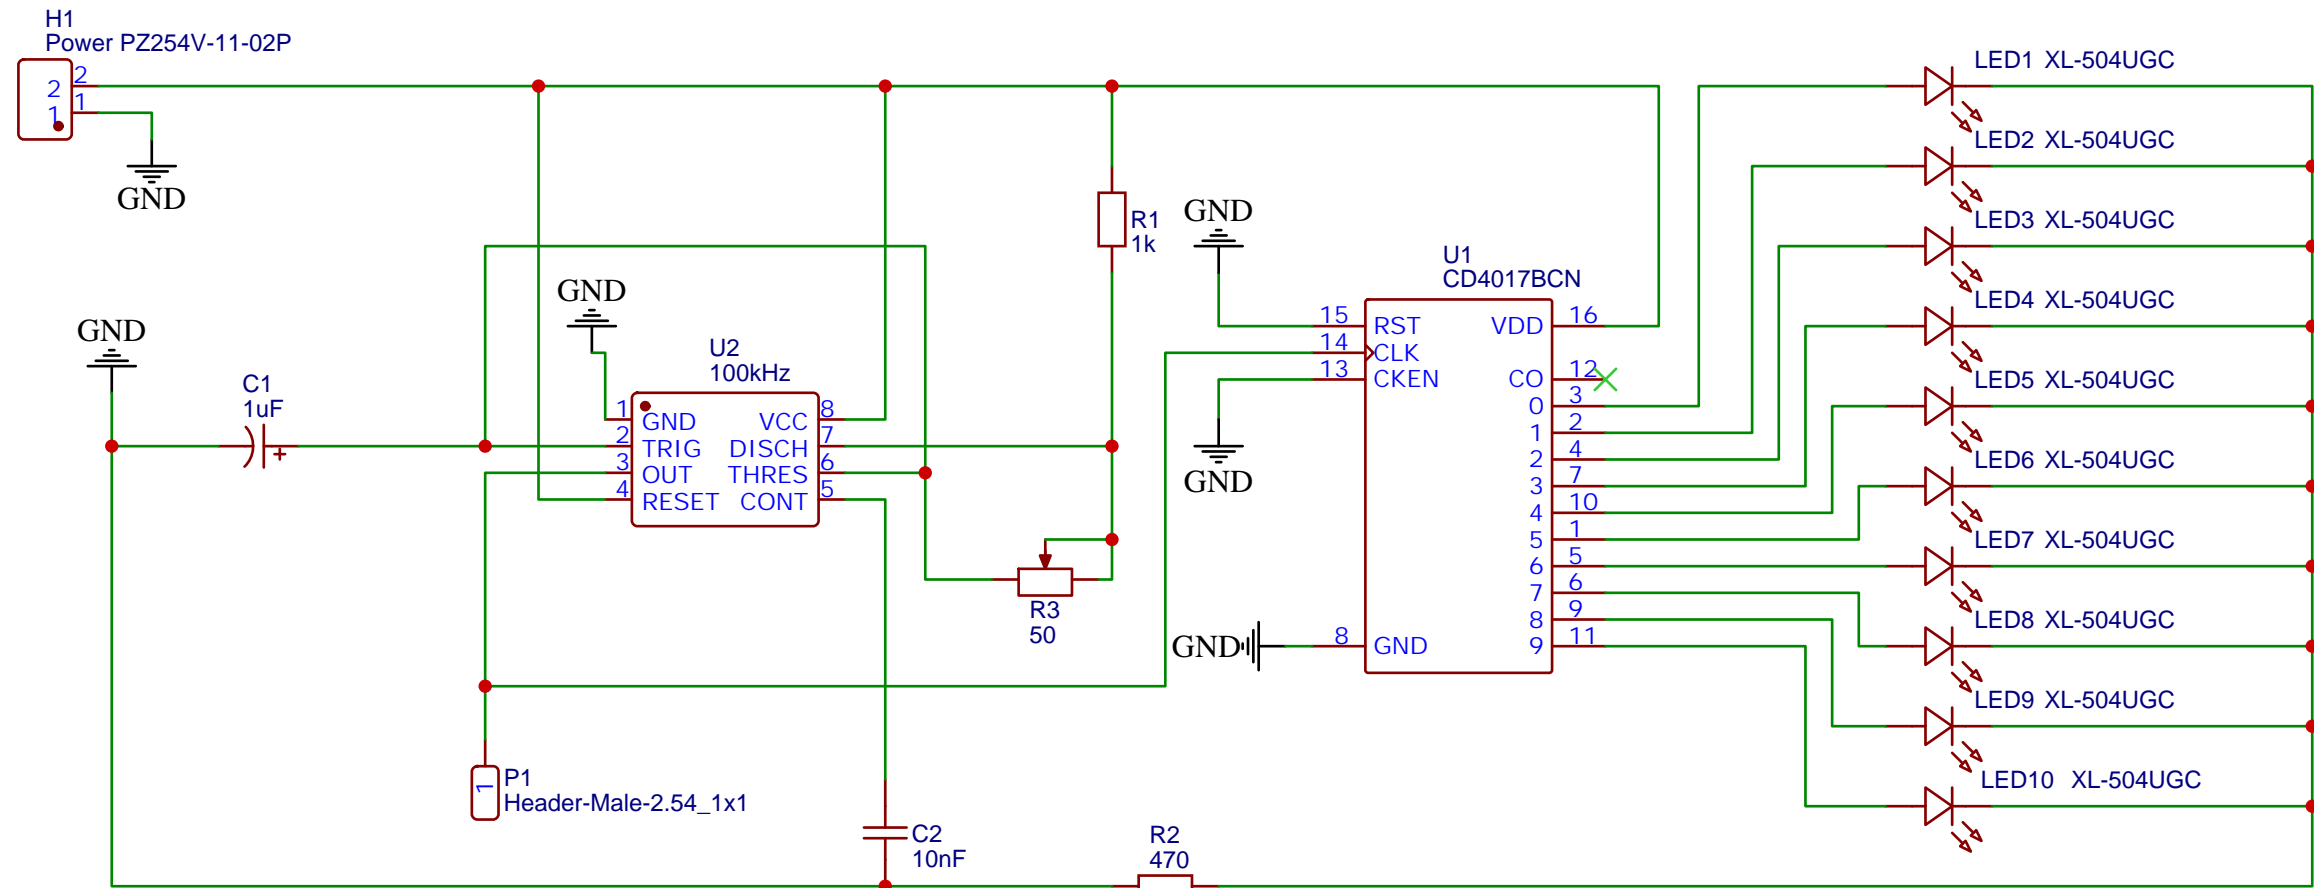 H1
Power PZ254V-11-02P
2
2
1
1
GND
GND
C1
1uF
GND
U2
100kHz
1
GND
VCC
8
2
TRIG
DISCH
7
3
OUT
THRES
6
4
RESET
CONT
5
R1
1k
R3
50
P1
Header-Male-2.54_1x1
1
C2
10nF
R2
470
GND
GND
GND
U1
CD4017BCN
15
RST
VDD
16
14
CLK
13
CKEN
CO
12
0
3
1
2
2
4
3
7
4
10
5
1
6
5
7
6
8
9
8
GND
9
11
LED1 XL-504UGC
LED2 XL-504UGC
LED3 XL-504UGC
LED4 XL-504UGC
LED5 XL-504UGC
LED6 XL-504UGC
LED7 XL-504UGC
LED8 XL-504UGC
LED9 XL-504UGC
LED10 XL-504UGC